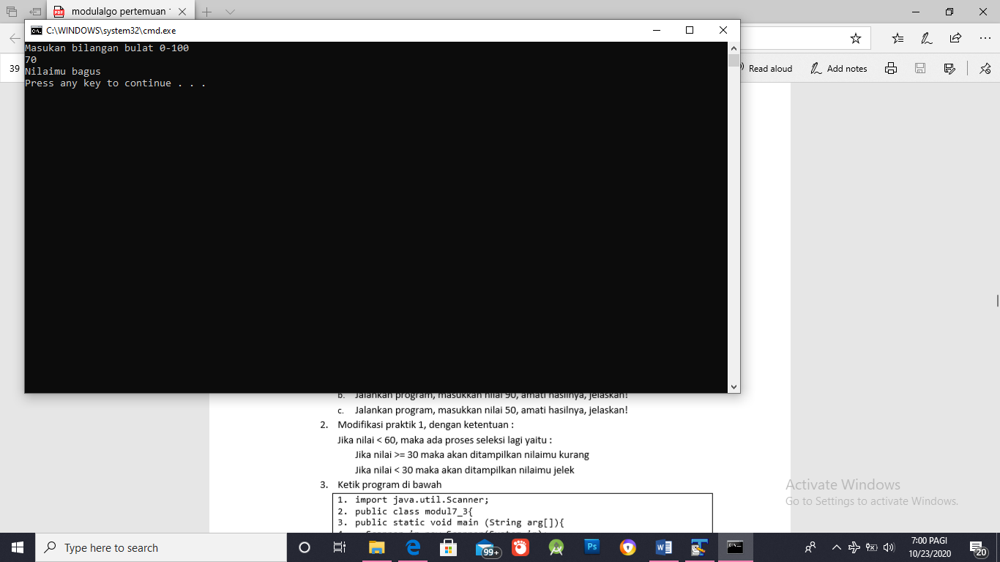 modulalgo pertemuan
C:\WINDOWS\system32\cmd.exe
Masukan bilangan bulat 0-100
70
Nilaimu bagus
Press any key to continue . . .
39
Read aloud
Add notes
b. Jalankan program, masukkan nilai 90, amati hasilnya, jelaskan!
c. Jalankan program, masukkan nilai 50, amati hasilnya, jelaskan!
2. Modifikasi praktik 1, dengan ketentuan :
Jika nilai < 60, maka ada proses seleksi lagi yaitu :
Jika nilai >= 30 maka akan ditampilkan nilaimu kurang
Jika nilai < 30 maka akan ditampilkan nilaimu jelek
3. Ketik program di bawah
1. import java.util.Scanner;
2. public class modul7_3{
3. public static void main (String arg[]){
Activate Windows
Go to Settings to activate Windows.
Type here to search
99+
Ps
7:00 PAGI
10/23/2020
20